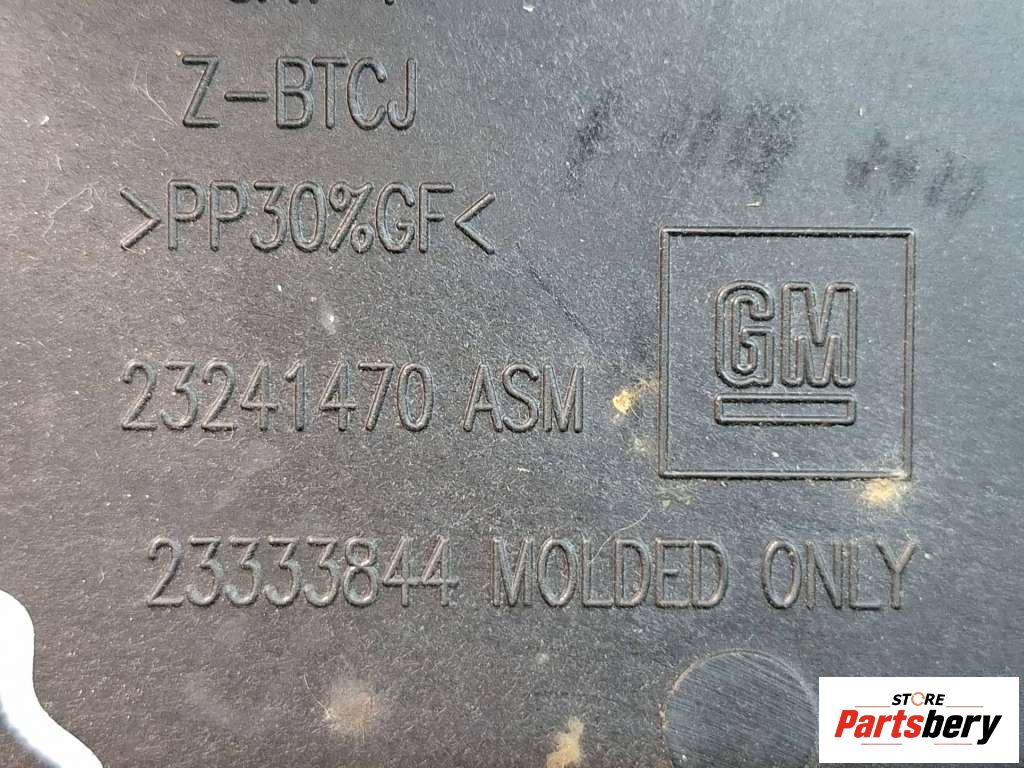 Z-BTCJ
>PP30%GF<
GM
23241470 ASM
23333844 MOLDED ONLY
STORE
Partsbery